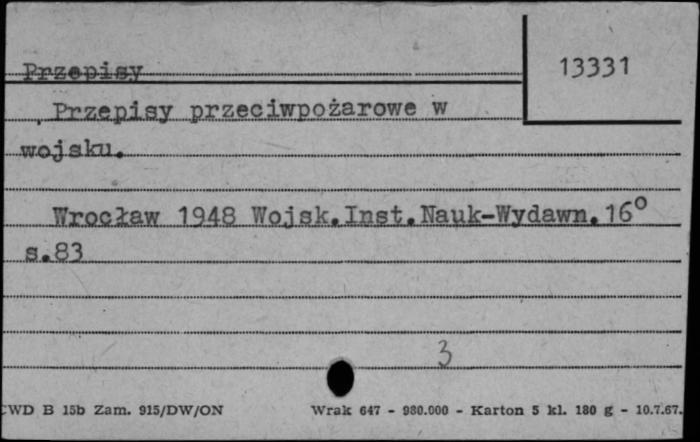 Przepisy
13331
Przepisy przeciwpożarowe w
wojsku.
Wrocław 1948 Wojsk.Inst.Nauk-Wydawn.16°
s.83
3
CWD B 15b Zam. 915/DW/ON Wrak 647 - 980.000 - Karton 5 kl. 180 g - 10.7.67.